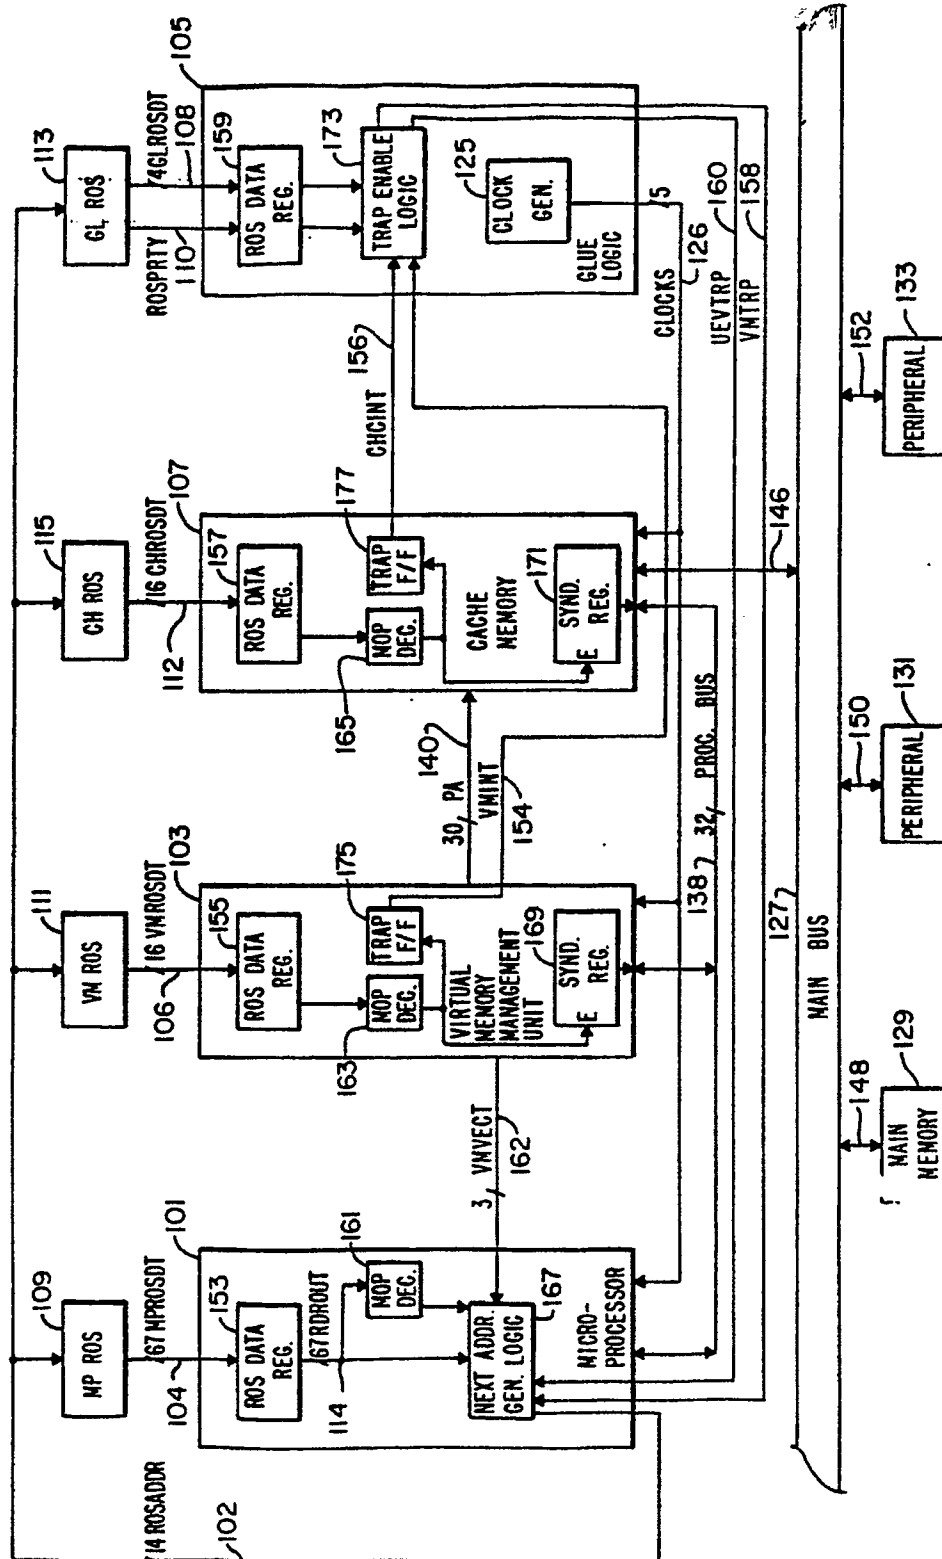 14 ROSADDR
102
109
MP ROS
67 MPROSDT
104
101
153
ROS DATA
REG.
67 RDROUT
114
161
MOP
DEC.
NEXT ADDR.
GEN. LOGIC
167
MICRO-
PROCESSOR
3
VMVECT
162
111
VM ROS
16 VMROSDT
106
103
155
ROS DATA
REG.
163
MOP
DEC.
175
TRAP
F/F
VIRTUAL
MEMORY
MANAGEMENT
UNIT
169
SYND.
REG.
E
140
30
PA
VMINT
154
115
CH ROS
16 CHROSDT
112
107
157
ROS DATA
REG.
165
MOP
DEC.
177
TRAP
F/F
CACHE
MEMORY
171
SYND.
REG.
E
CHCINT
156
113
GL ROS
ROSPRTY
110
4GLROSDT
108
105
159
ROS DATA
REG.
173
TRAP ENABLE
LOGIC
125
CLOCK
GEN.
GLUE
LOGIC
5
CLOCKS
126
UEVTRP
160
VMTRP
158
138
32
PROC. BUS
146
127
MAIN BUS
148
129
MAIN
MEMORY
150
131
PERIPHERAL
152
133
PERIPHERAL